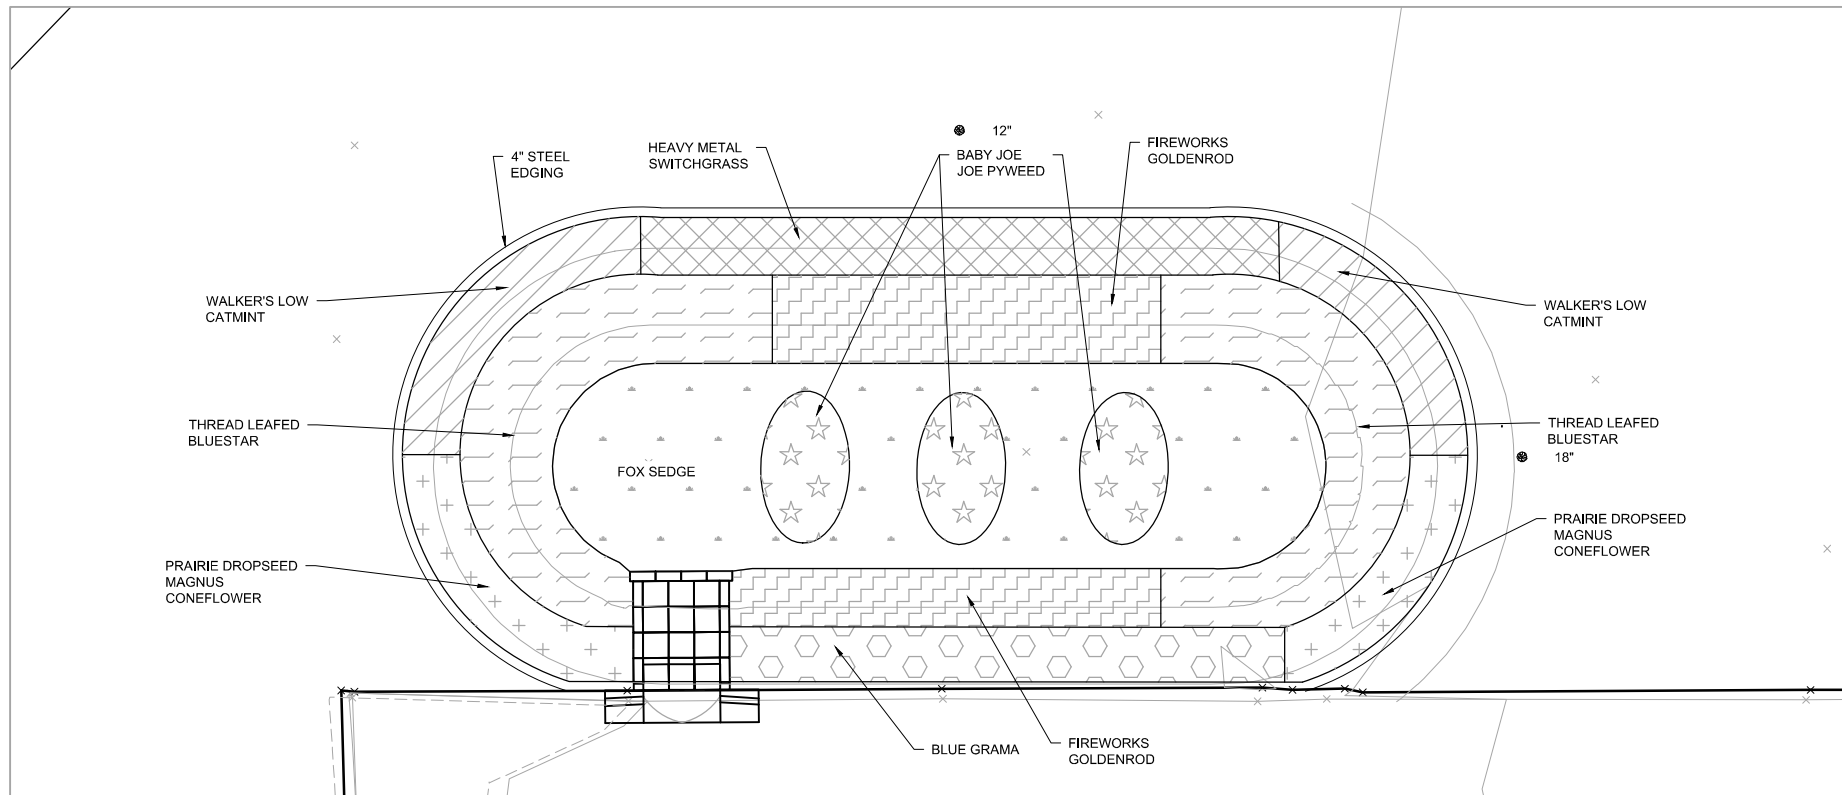 12"
FIREWORKS
GOLDENROD
HEAVY METAL
SWITCHGRASS
BABY JOE
JOE PYWEED
4" STEEL
EDGING
WALKER'S LOW
CATMINT
WALKER'S LOW
CATMINT
THREAD LEAFED
BLUESTAR
THREAD LEAFED
BLUESTAR
18"
FOX SEDGE
PRAIRIE DROPSEED
MAGNUS
CONEFLOWER
PRAIRIE DROPSEED
MAGNUS
CONEFLOWER
BLUE GRAMA
FIREWORKS
GOLDENROD